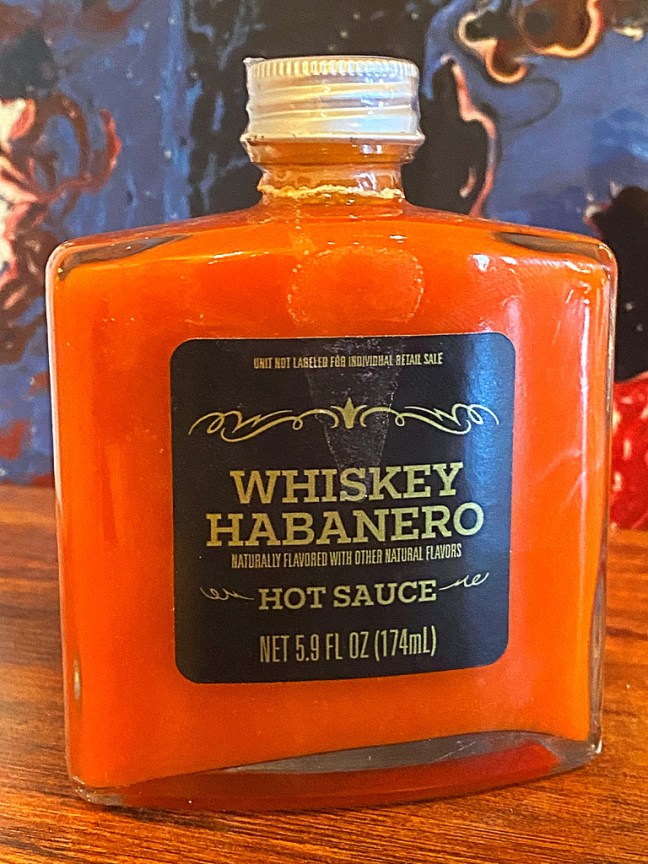 UNIT NOT LABELED FOR INDIVIDUAL RETAIL SALE
WHISKEY
HABANERO
NATURALLY FLAVORED WITH OTHER NATURAL FLAVORS
HOT SAUCE
NET 5.9 FL OZ (174mL)